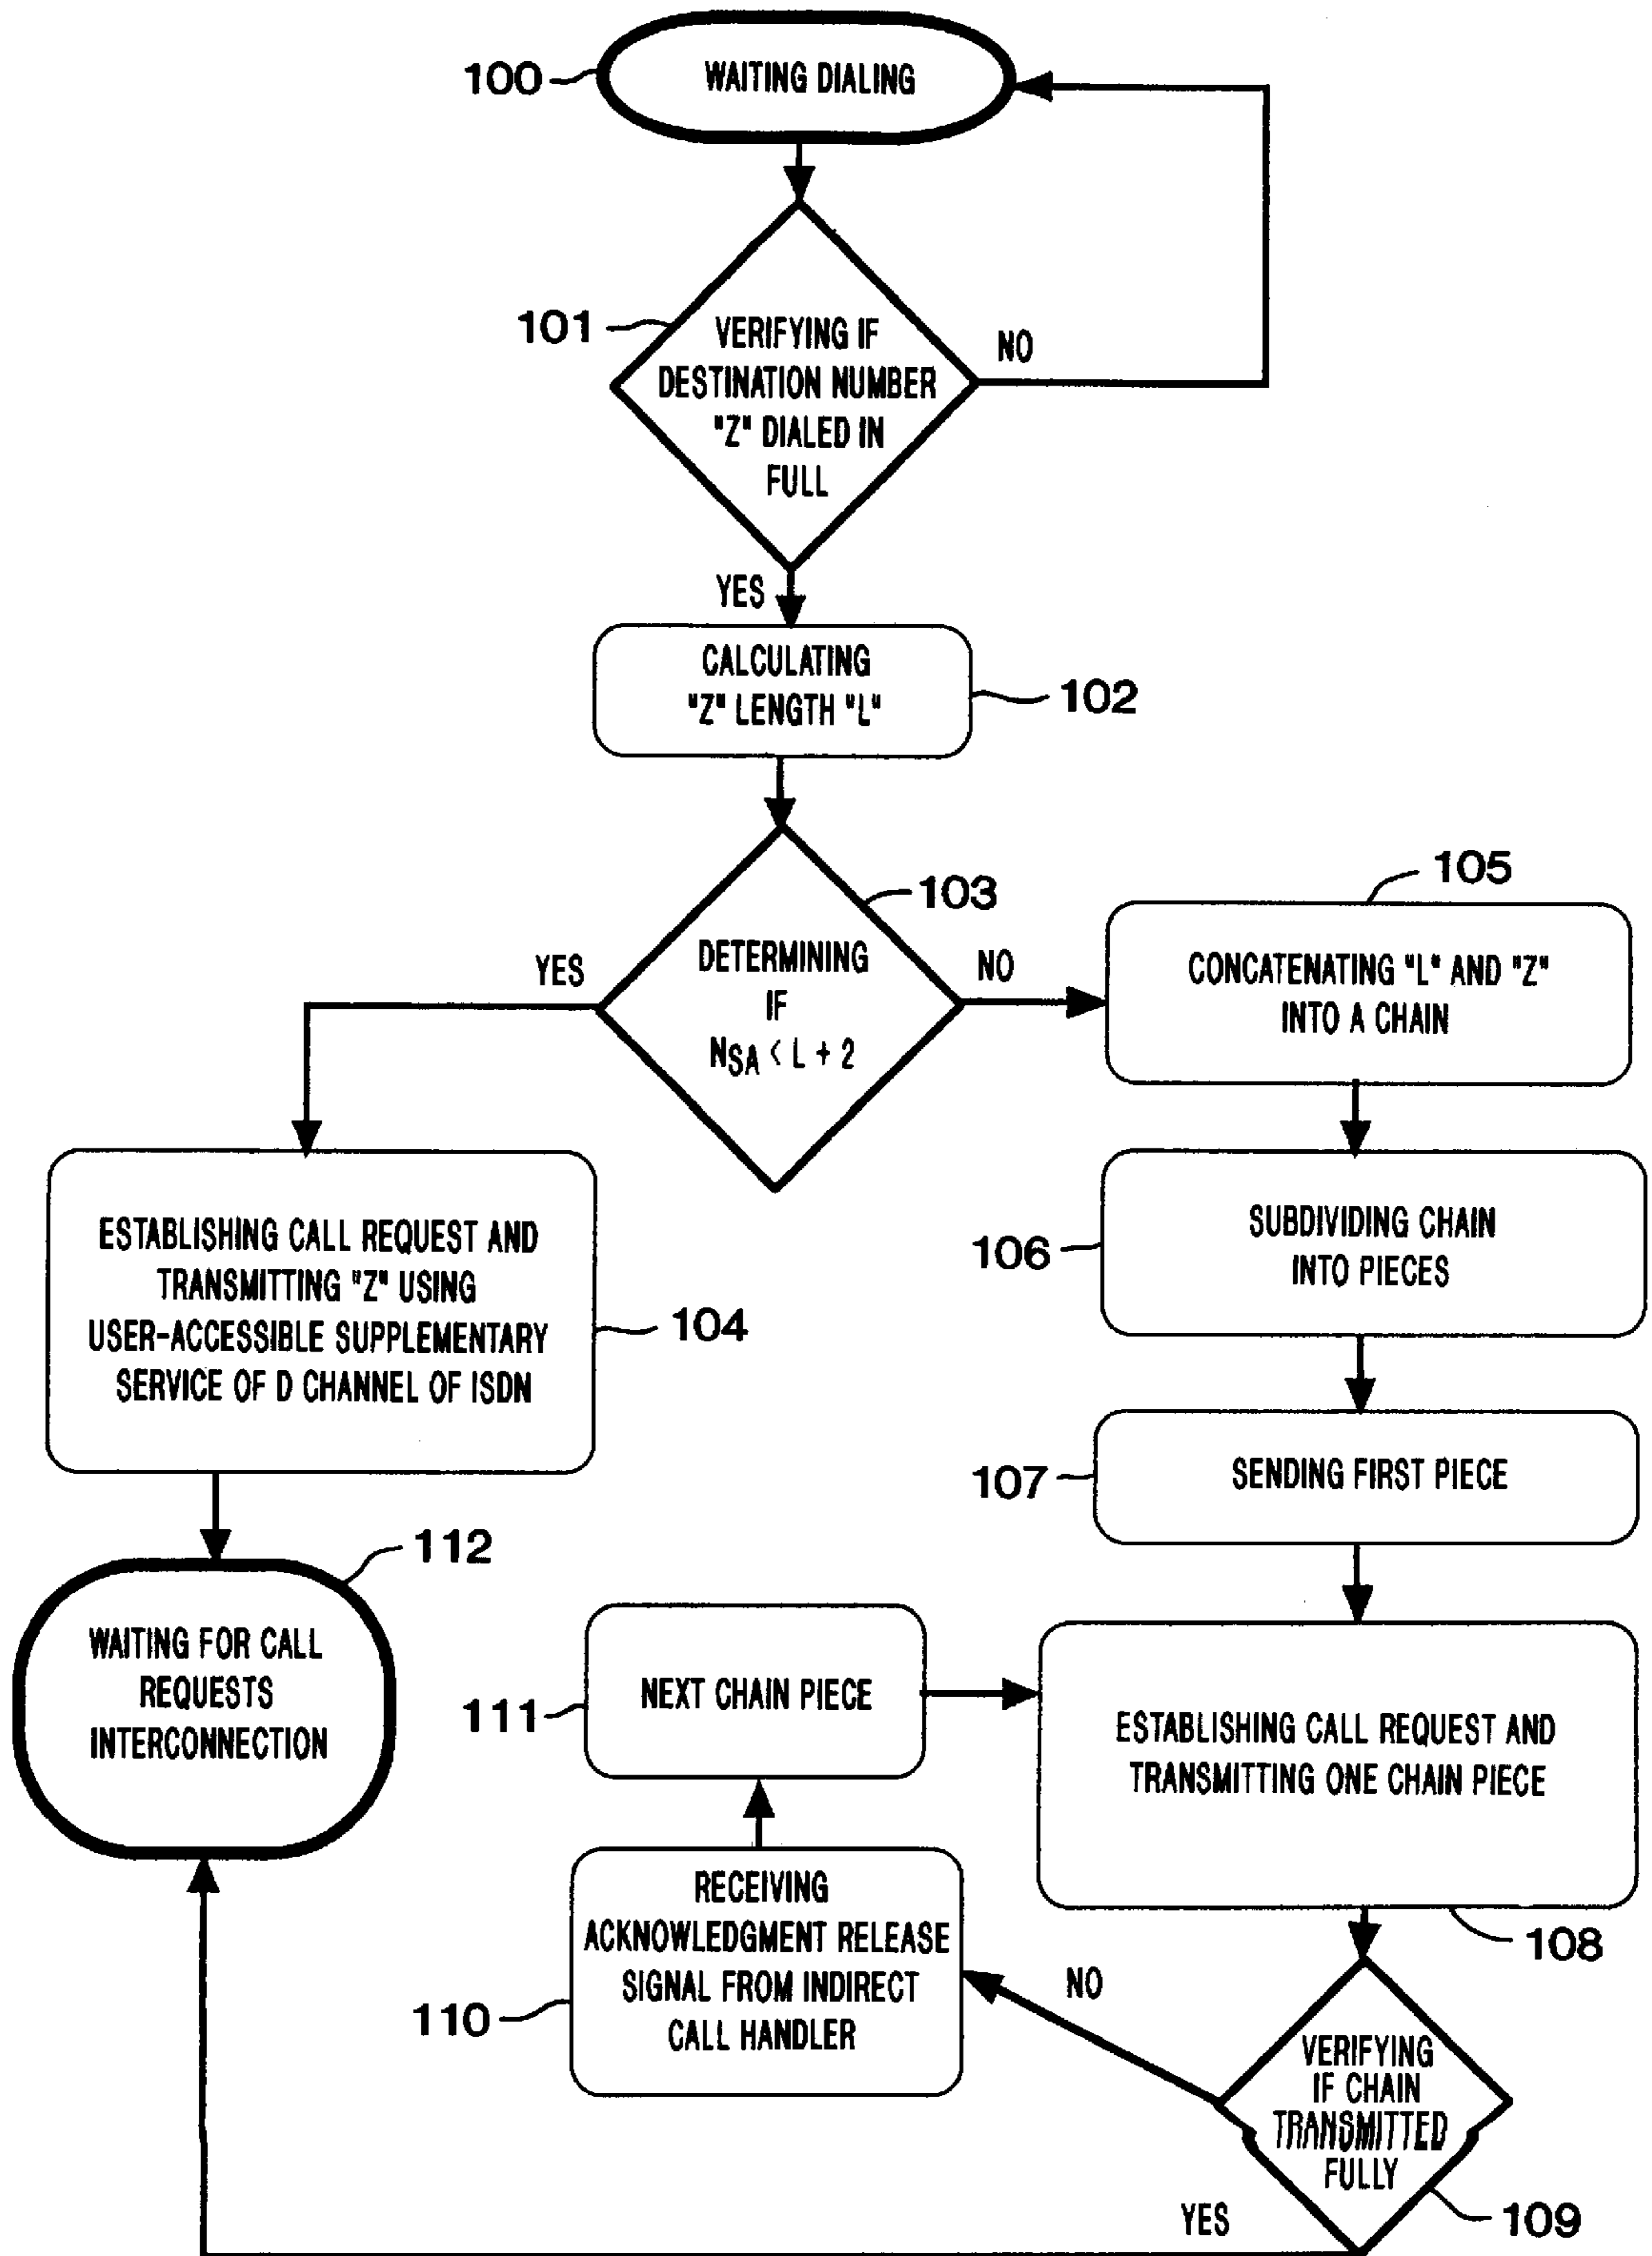 100
WAITING DIALING
101
VERIFYING IF
DESTINATION NUMBER
"Z" DIALED IN
FULL
NO
YES
CALCULATING
"Z" LENGTH "L"
102
103
DETERMINING
IF
NSA < L + 2
YES
NO
105
CONCATENATING "L" AND "Z"
INTO A CHAIN
ESTABLISHING CALL REQUEST AND
TRANSMITTING "Z" USING
USER-ACCESSIBLE SUPPLEMENTARY
SERVICE OF D CHANNEL OF ISDN
104
106
SUBDIVIDING CHAIN
INTO PIECES
107
SENDING FIRST PIECE
112
WAITING FOR CALL
REQUESTS
INTERCONNECTION
111
NEXT CHAIN PIECE
ESTABLISHING CALL REQUEST AND
TRANSMITTING ONE CHAIN PIECE
108
110
RECEIVING
ACKNOWLEDGMENT RELEASE
SIGNAL FROM INDIRECT
CALL HANDLER
NO
VERIFYING
IF CHAIN
TRANSMITTED
FULLY
109
YES